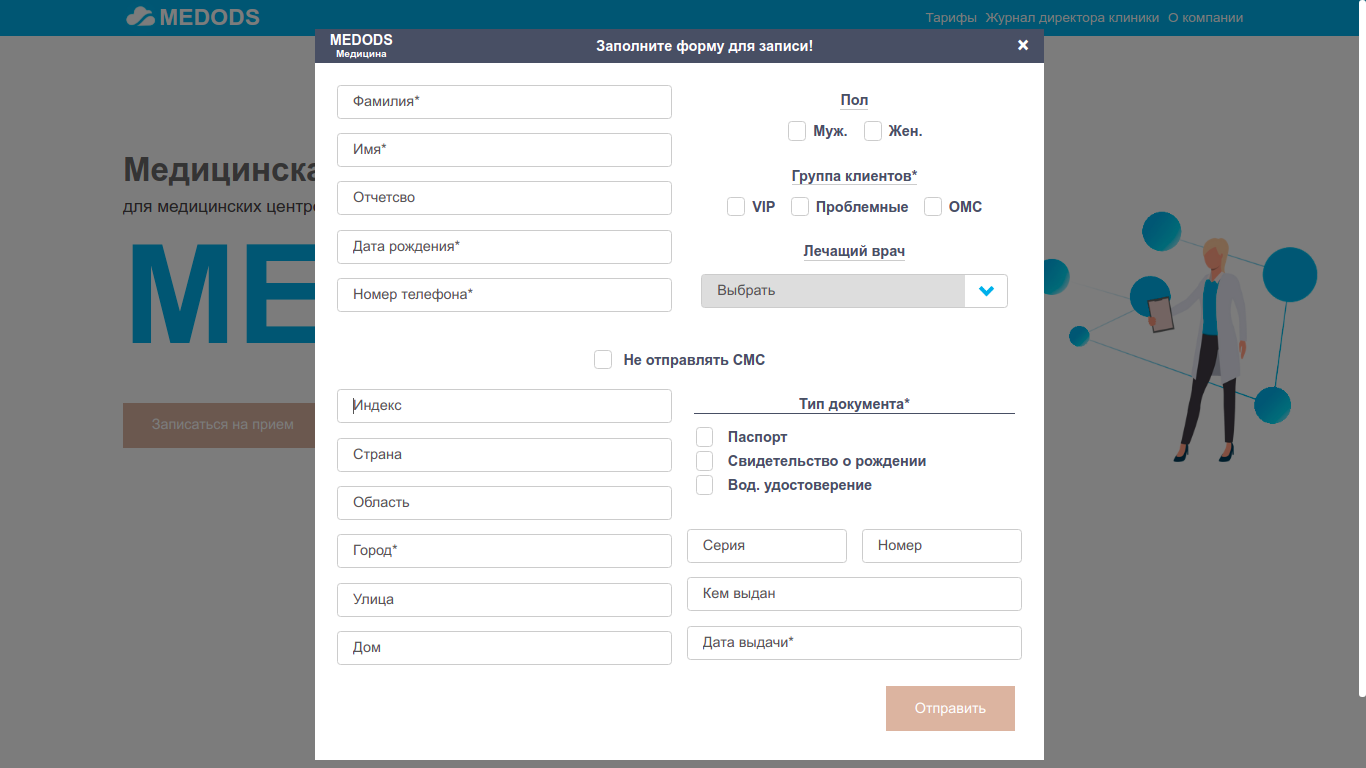 MEDODS
Тарифы Журнал директора клиники О компании
MEDODS
Медицина
Заполните форму для записи!
Фамилия*
Имя*
Отчетсво
Дата рождения*
Номер телефона*
Пол
Муж. Жен.
Группа клиентов*
VIP Проблемные ОМС
Лечащий врач
Выбрать
Не отправлять СМС
Индекс
Страна
Область
Город*
Улица
Дом
Тип документа*
Паспорт
Свидетельство о рождении
Вод. удостоверение
Серия Номер
Кем выдан
Дата выдачи*
Отправить
Медицинска
для медицинских центро
ME
Записаться на прием